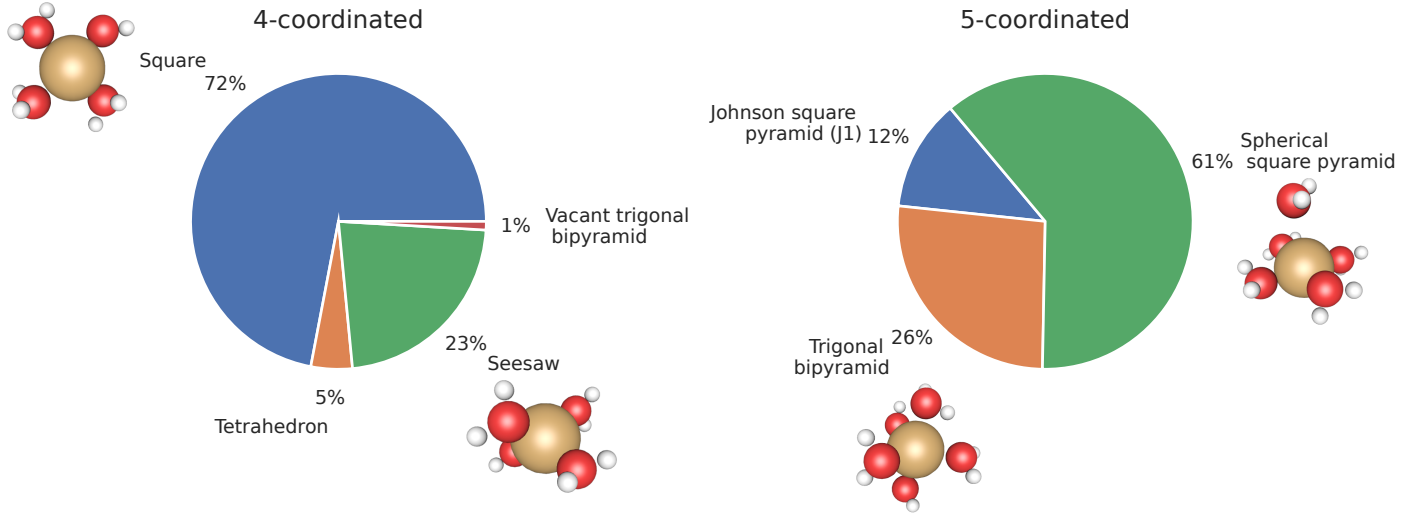 4-coordinated
Square
72%
1%
Vacant trigonal
bipyramid
23%
Seesaw
5%
Tetrahedron
5-coordinated
Johnson square
pyramid (J1)
12%
61%
Spherical
square pyramid
26%
Trigonal
bipyramid